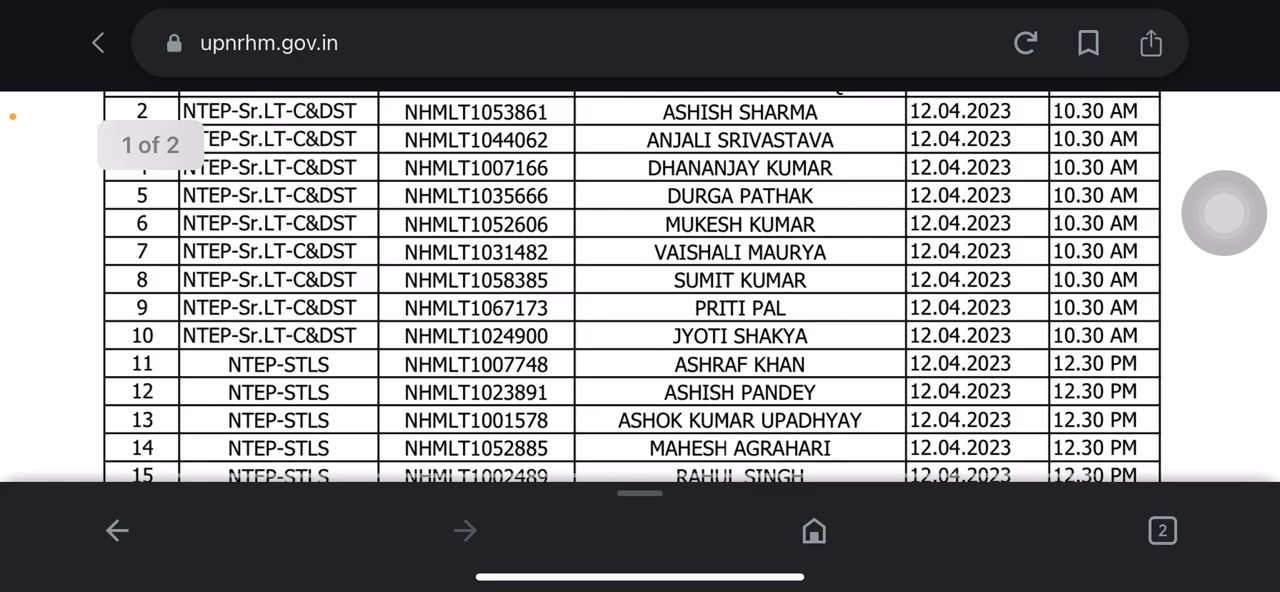 upnrhm.gov.in
2 NTEP-Sr.LT-C&DST NHMLT1053861 ASHISH SHARMA 12.04.2023 10.30 AM
1 of 2
EP-Sr.LT-C&DST NHMLT1044062 ANJALI SRIVASTAVA 12.04.2023 10.30 AM
NTEP-Sr.LT-C&DST NHMLT1007166 DHANANJAY KUMAR 12.04.2023 10.30 AM
5 NTEP-Sr.LT-C&DST NHMLT1035666 DURGA PATHAK 12.04.2023 10.30 AM
6 NTEP-Sr.LT-C&DST NHMLT1052606 MUKESH KUMAR 12.04.2023 10.30 AM
7 NTEP-Sr.LT-C&DST NHMLT1031482 VAISHALI MAURYA 12.04.2023 10.30 AM
8 NTEP-Sr.LT-C&DST NHMLT1058385 SUMIT KUMAR 12.04.2023 10.30 AM
9 NTEP-Sr.LT-C&DST NHMLT1067173 PRITI PAL 12.04.2023 10.30 AM
10 NTEP-Sr.LT-C&DST NHMLT1024900 JYOTI SHAKYA 12.04.2023 10.30 AM
11 NTEP-STLS NHMLT1007748 ASHRAF KHAN 12.04.2023 12.30 PM
12 NTEP-STLS NHMLT1023891 ASHISH PANDEY 12.04.2023 12.30 PM
13 NTEP-STLS NHMLT1001578 ASHOK KUMAR UPADHYAY 12.04.2023 12.30 PM
14 NTEP-STLS NHMLT1052885 MAHESH AGRAHARI 12.04.2023 12.30 PM
15 NTEP-STLS NHMLT1002489 RAHUL SINGH 12.04.2023 12.30 PM
2